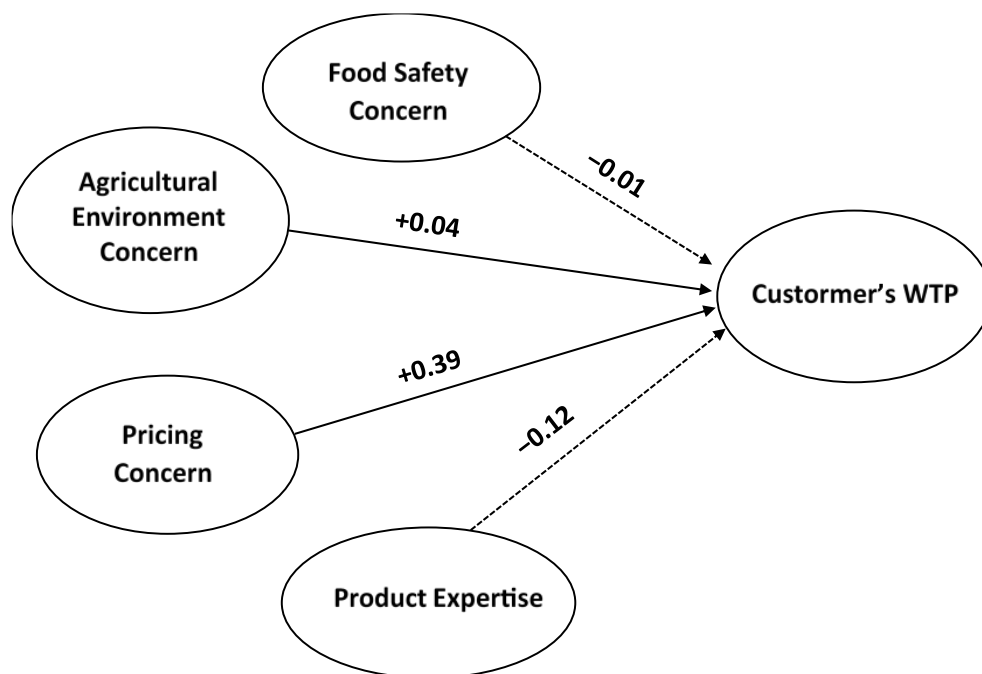 Food Safety
Concern
−0.01
Agricultural
Environment
Concern
+0.04
Custormer’s WTP
+0.39
Pricing
Concern
−0.12
Product Expertise